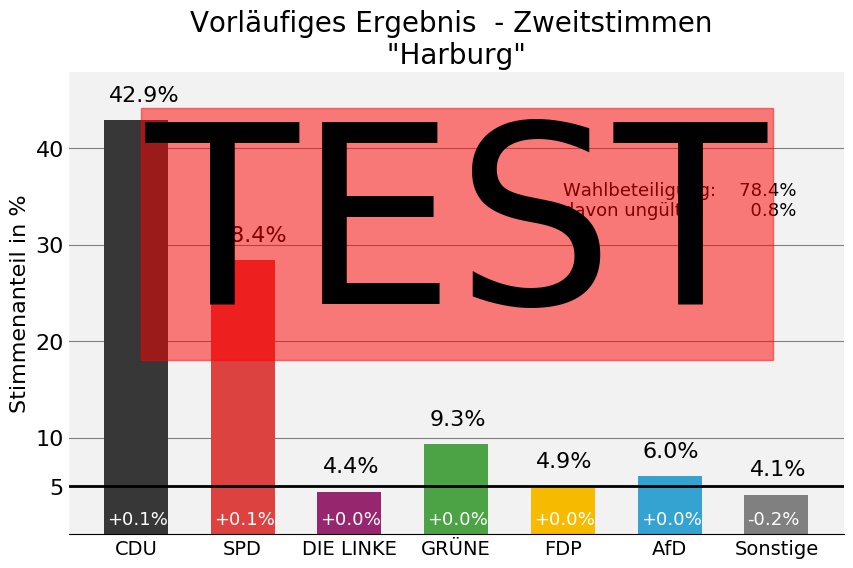 Vorläufiges Ergebnis - Zweitstimmen
"Harburg"
Stimmenanteil in %
40
30
20
10
5
42.9%
4.4%
9.3%
4.9%
6.0%
4.1%
TEST
Wahlbeteiligung: 78.4%
davon 0.8%
+0.1%
+0.1%
+0.0%
+0.0%
+0.0%
+0.0%
-0.2%
CDU
SPD
DIE LINKE
GRÜNE
FDP
AfD
Sonstige